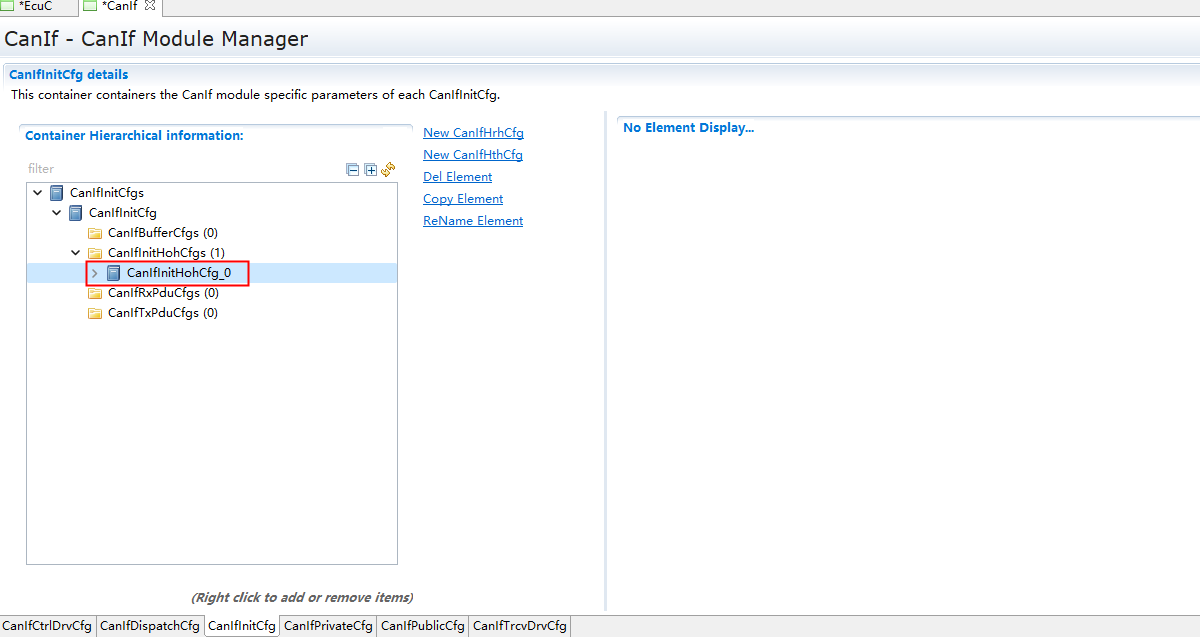 *EcuC
*CanIf
CanIf - CanIf Module Manager
CanIfInitCfg details
This container containers the CanIf module specific parameters of each CanIfInitCfg.
Container Hierarchical information:
filter
CanIfInitCfgs
CanIfInitCfg
CanIfBufferCfgs (0)
CanIfInitHohCfgs (1)
CanIfInitHohCfg_0
CanIfRxPduCfgs (0)
CanIfTxPduCfgs (0)
(Right click to add or remove items)
New CanIfHrhCfg
New CanIfHthCfg
Del Element
Copy Element
ReName Element
No Element Display...
CanIfCtrlDrvCfg
CanIfDispatchCfg
CanIfInitCfg
CanIfPrivateCfg
CanIfPublicCfg
CanIfTrcvDrvCfg